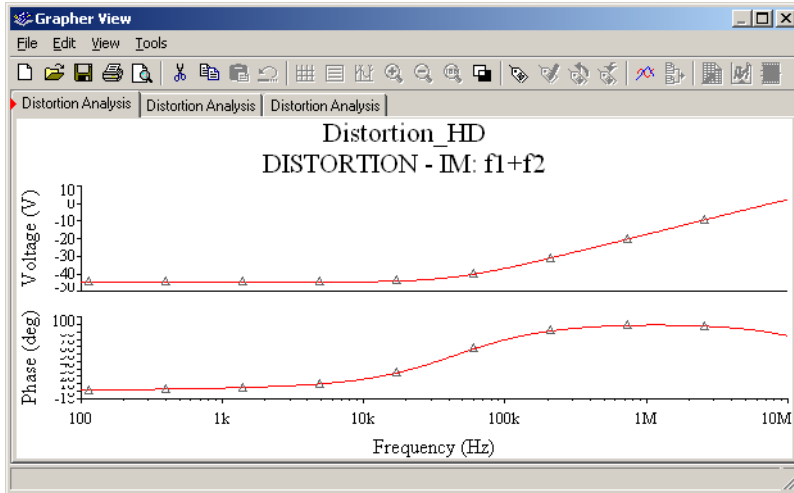 Grapher View
File Edit View Tools
Distortion Analysis Distortion Analysis Distortion Analysis
Distortion_HD
DISTORTION - IM: f1+f2
Voltage (V)
10
0
-10
-20
-30
-40
Phase (deg)
100
100 1k 10k 100k 1M 10M
Frequency (Hz)